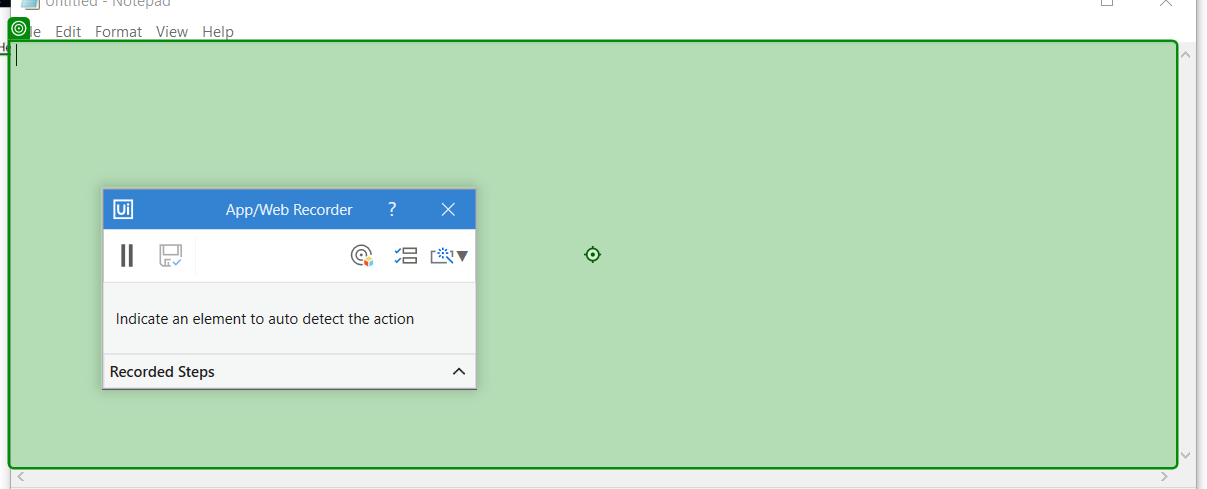 Untitled - Notepad
le Edit Format View Help
He
Ui App/Web Recorder ?
Indicate an element to auto detect the action
Recorded Steps